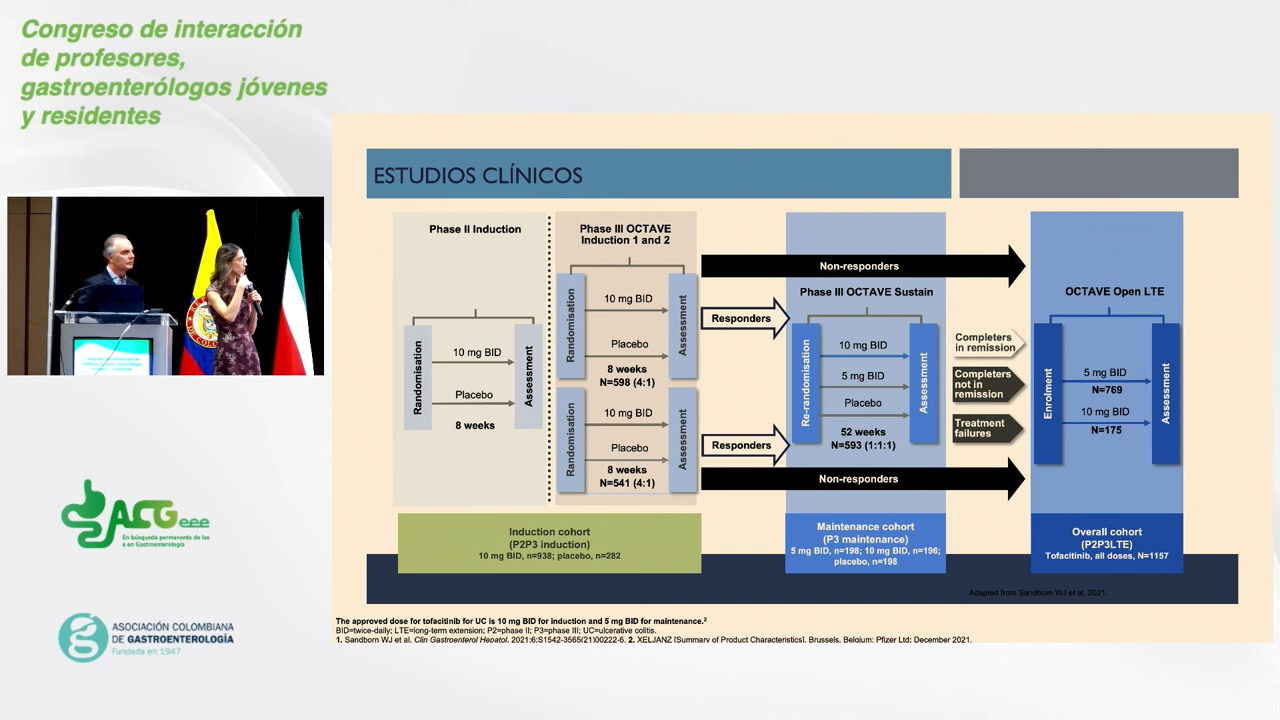 Congreso de interacción
de profesores,
gastroenterólogos jóvenes
y residentes
ESTUDIOS CLÍNICOS
Phase II Induction
Randomisation
10 mg BID
Placebo
8 weeks
Assessment
Phase III OCTAVE
Induction 1 and 2
Randomisation
10 mg BID
Placebo
8 weeks
N=598 (4:1)
Assessment
Randomisation
10 mg BID
Placebo
8 weeks
N=541 (4:1)
Assessment
Non-responders
Responders
Responders
Non-responders
Phase III OCTAVE Sustain
Re-randomisation
10 mg BID
5 mg BID
Placebo
52 weeks
N=593 (1:1:1)
Assessment
Completers
in remission
Completers
not in
remission
Treatment
failures
OCTAVE Open LTE
Enrolment
5 mg BID
N=769
10 mg BID
N=175
Assessment
Induction cohort
(P2P3 induction)
10 mg BID, n=938; placebo, n=282
Maintenance cohort
(P3 maintenance)
5 mg BID, n=198; 10 mg BID, n=196;
placebo, n=198
Overall cohort
(P2P3LTE)
Tofacitinib, all doses, N=1157
Adapted from Sandborn WJ et al. 2021.
The approved dose for tofacitinib for UC is 10 mg BID for induction and 5 mg BID for maintenance.²
BID=twice-daily; LTE=long-term extension; P2=phase II; P3=phase III; UC=ulcerative colitis.
1. Sandborn WJ et al. Clin Gastroenterol Hepatol. 2021;6:S1542-3565(21)00222-6. 2. XELJANZ [Summary of Product Characteristics]. Brussels, Belgium: Pfizer Ltd; December 2021.
ACGeee
En búsqueda permanente de las
e en Gastroenterología
ASOCIACIÓN COLOMBIANA
DE GASTROENTEROLOGÍA
Fundada en 1947